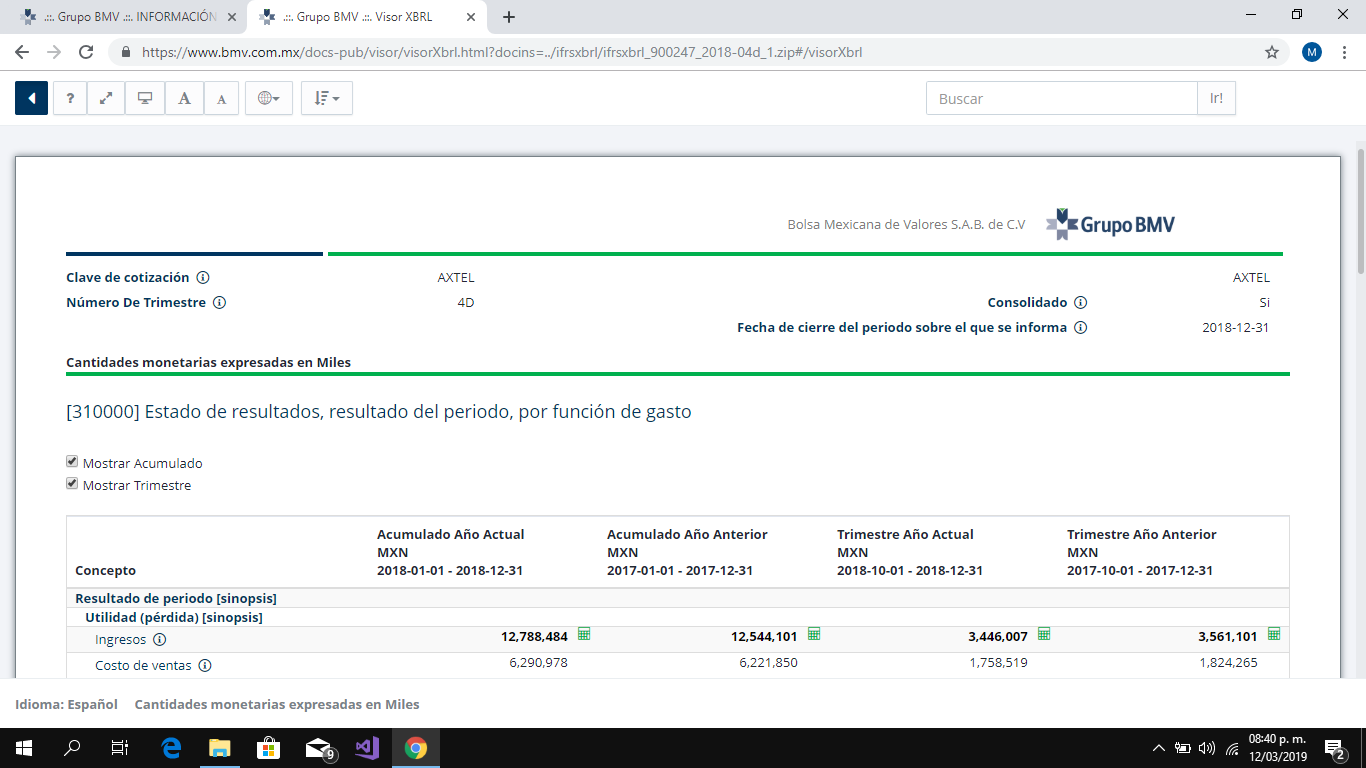 .::. Grupo BMV .::. INFORMACIÓN
.::. Grupo BMV .::. Visor XBRL
https://www.bmv.com.mx/docs-pub/visor/visorXbrl.html?docins=../ifrsxbrl/ifrsxbrl_900247_2018-04d_1.zip#/visorXbrl
M
? A A
Buscar Ir!
Bolsa Mexicana de Valores S.A.B. de C.V Grupo BMV
Clave de cotización AXTEL AXTEL
Número De Trimestre 4D Consolidado Si
Fecha de cierre del periodo sobre el que se informa 2018-12-31
Cantidades monetarias expresadas en Miles
[310000] Estado de resultados, resultado del periodo, por función de gasto
Mostrar Acumulado
Mostrar Trimestre
Acumulado Año Actual Acumulado Año Anterior Trimestre Año Actual Trimestre Año Anterior
MXN MXN MXN MXN
Concepto 2018-01-01 - 2018-12-31 2017-01-01 - 2017-12-31 2018-10-01 - 2018-12-31 2017-10-01 - 2017-12-31
Resultado de periodo [sinopsis]
Utilidad (pérdida) [sinopsis]
Ingresos 12,788,484 12,544,101 3,446,007 3,561,101
Costo de ventas 6,290,978 6,221,850 1,758,519 1,824,265
Idioma: Español Cantidades monetarias expresadas en Miles
9
08:40 p. m.
12/03/2019
2